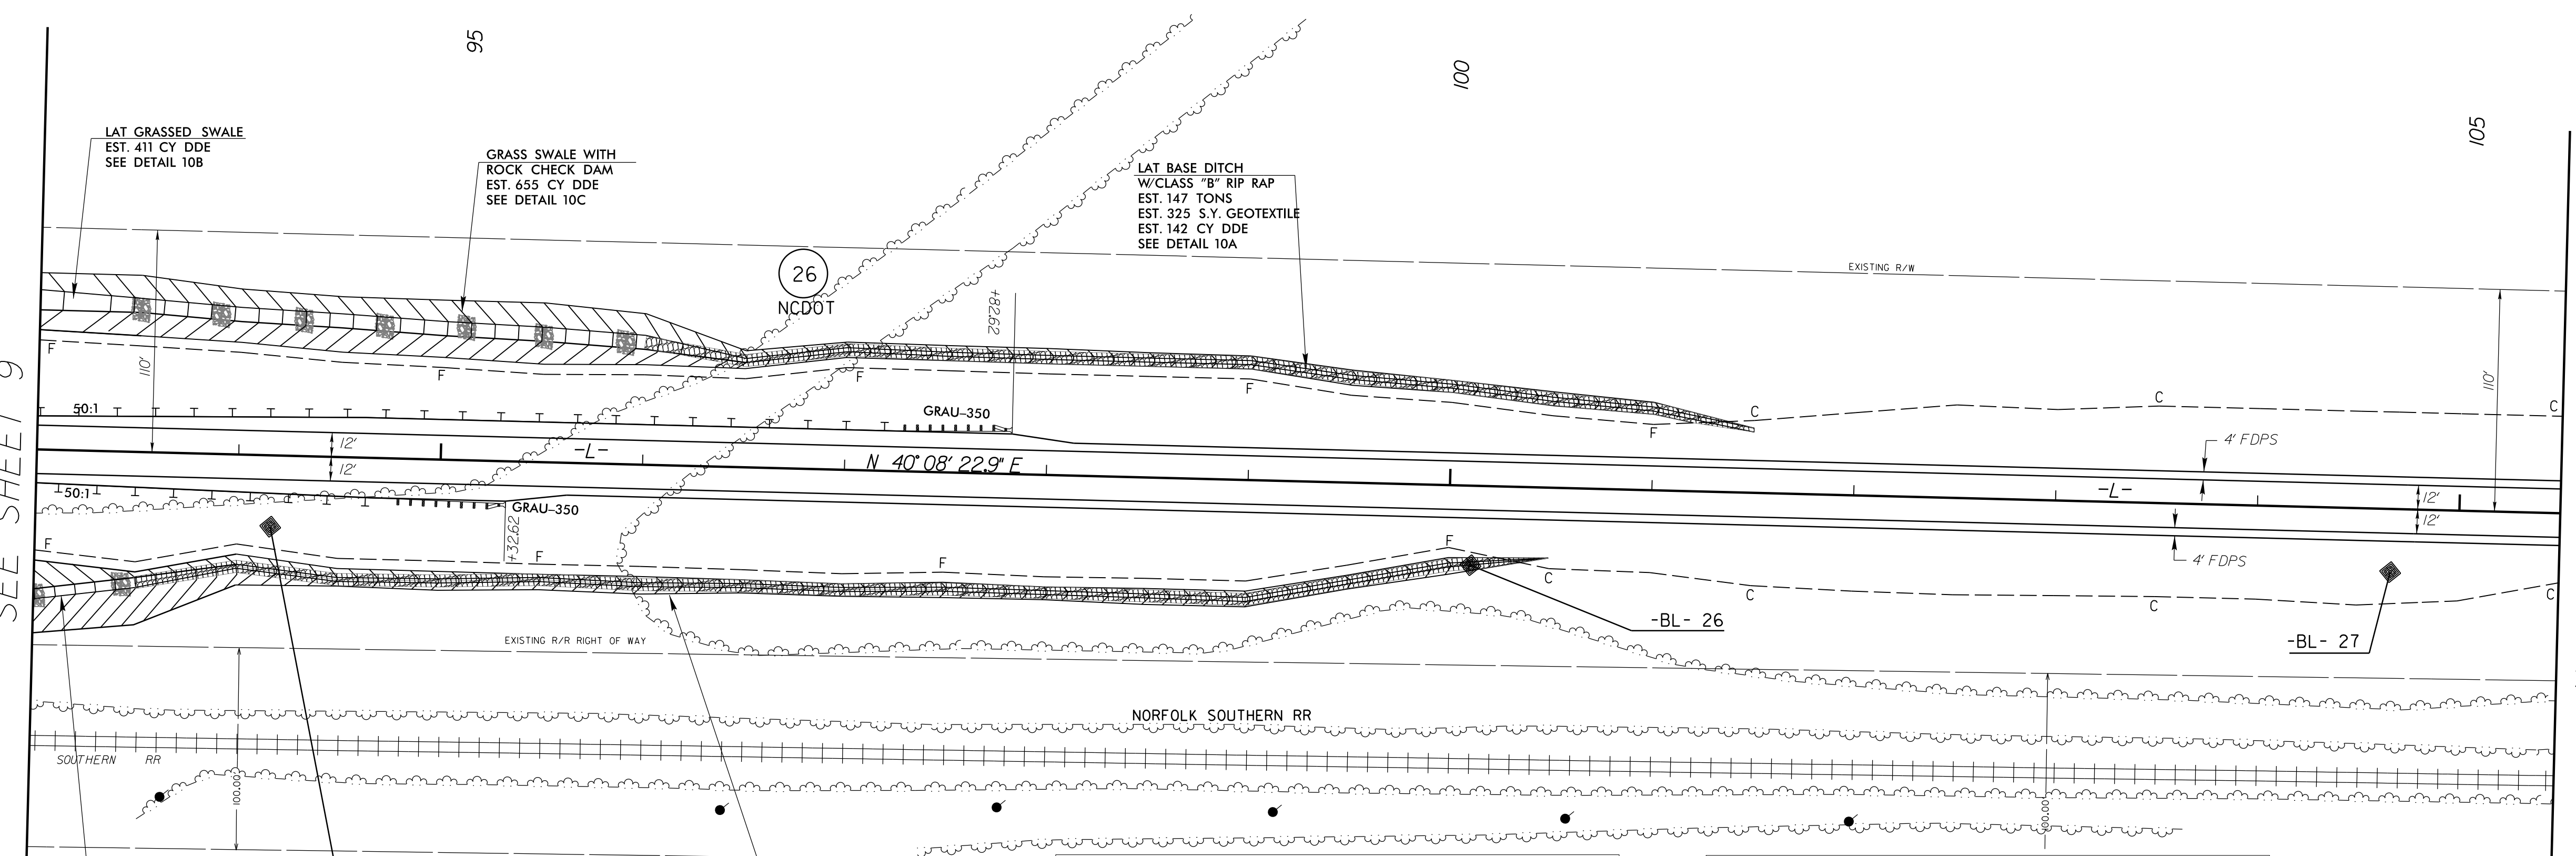 95
100
105
LAT GRASSED SWALE
EST. 411 CY DDE
SEE DETAIL 10B
GRASS SWALE WITH
ROCK CHECK DAM
EST. 655 CY DDE
SEE DETAIL 10C
LAT BASE DITCH
W/CLASS "B" RIP RAP
EST. 147 TONS
EST. 325 S.Y. GEOTEXTILE
EST. 142 CY DDE
SEE DETAIL 10A
EXISTING R/W
26
NCDOT
+82.62
110'
110'
SEE SHEET 9
F
F
F
F
F
C
C
C
50:1
GRAU-350
12'
12'
-L-
N 40° 08' 22.9" E
4' FDPS
-L-
12'
12'
50:1
GRAU-350
+32.62
4' FDPS
F
F
F
F
C
C
C
C
-BL- 26
-BL- 27
EXISTING R/R RIGHT OF WAY
NORFOLK SOUTHERN RR
SOUTHERN RR
100.00'
100.00'